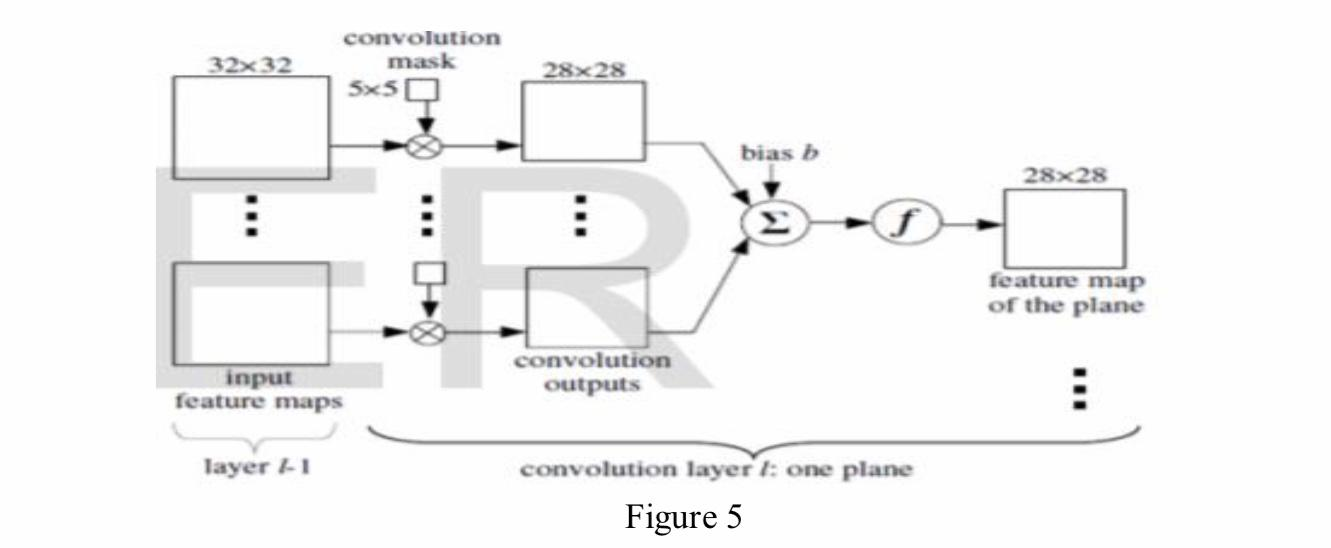 convolution
mask
32×32
5×5
28×28
bias b
Σ
f
28×28
feature map
of the plane
convolution
outputs
input
feature maps
layer l-1
convolution layer l: one plane
Figure 5
ER